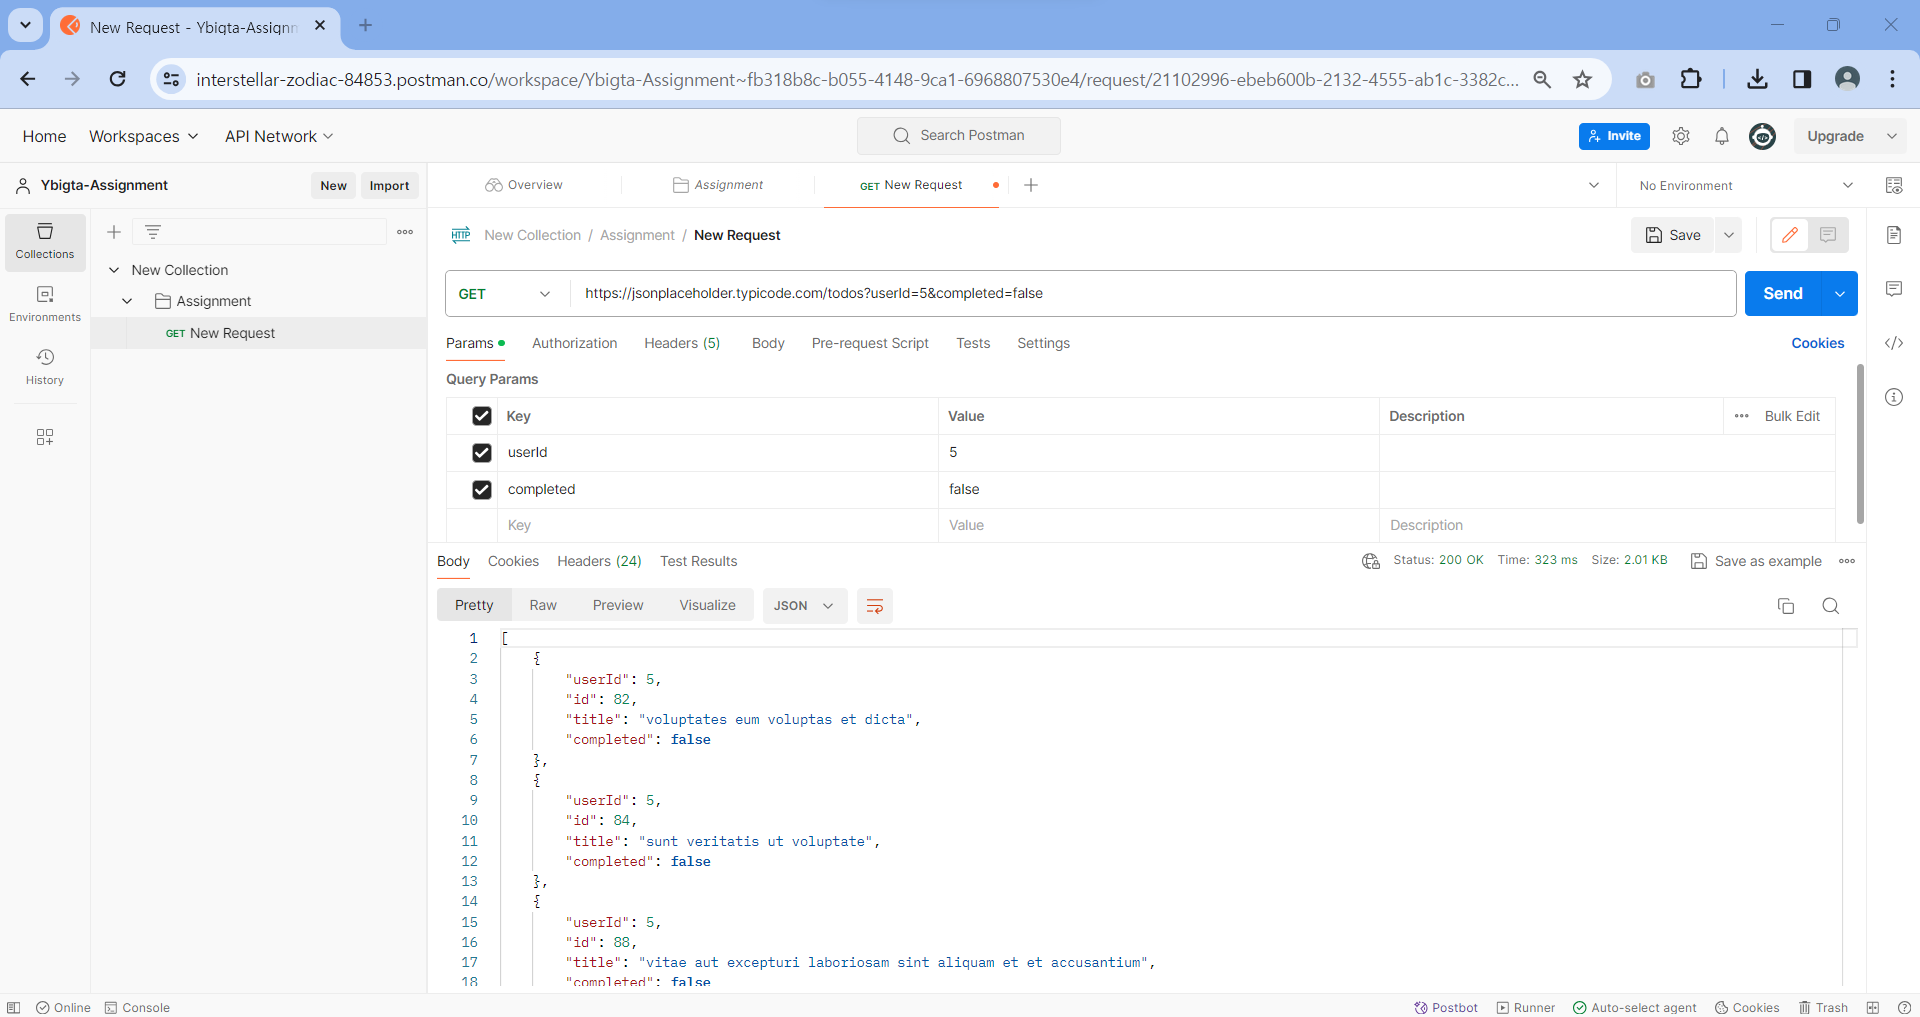 New Request - Ybigta-Assignm
interstellar-zodiac-84853.postman.co/workspace/Ybigta-Assignment~fb318b8c-b055-4148-9ca1-6968807530e4/request/21102996-ebeb600b-2132-4555-ab1c-3382c...
Home Workspaces API Network Search Postman Invite Upgrade
Ybigta-Assignment New Import Overview Assignment GET New Request No Environment
Collections
Environments
History
New Collection
Assignment
GET New Request
HTTP New Collection / Assignment / New Request Save
GET https://jsonplaceholder.typicode.com/todos?userId=5&completed=false Send
Params Authorization Headers (5) Body Pre-request Script Tests Settings Cookies
Query Params
Key Value Description Bulk Edit
userId 5
completed false
Key Value Description
Body Cookies Headers (24) Test Results Status: 200 OK Time: 323 ms Size: 2.01 KB Save as example
Pretty Raw Preview Visualize JSON
1 [
2 {
3 "userId": 5,
4 "id": 82,
5 "title": "voluptates eum voluptas et dicta",
6 "completed": false
7 },
8 {
9 "userId": 5,
10 "id": 84,
11 "title": "sunt veritatis ut voluptate",
12 "completed": false
13 },
14 {
15 "userId": 5,
16 "id": 88,
17 "title": "vitae aut excepturi laboriosam sint aliquam et et accusantium",
18 "completed": false
Online Console Postbot Runner Auto-select agent Cookies Trash